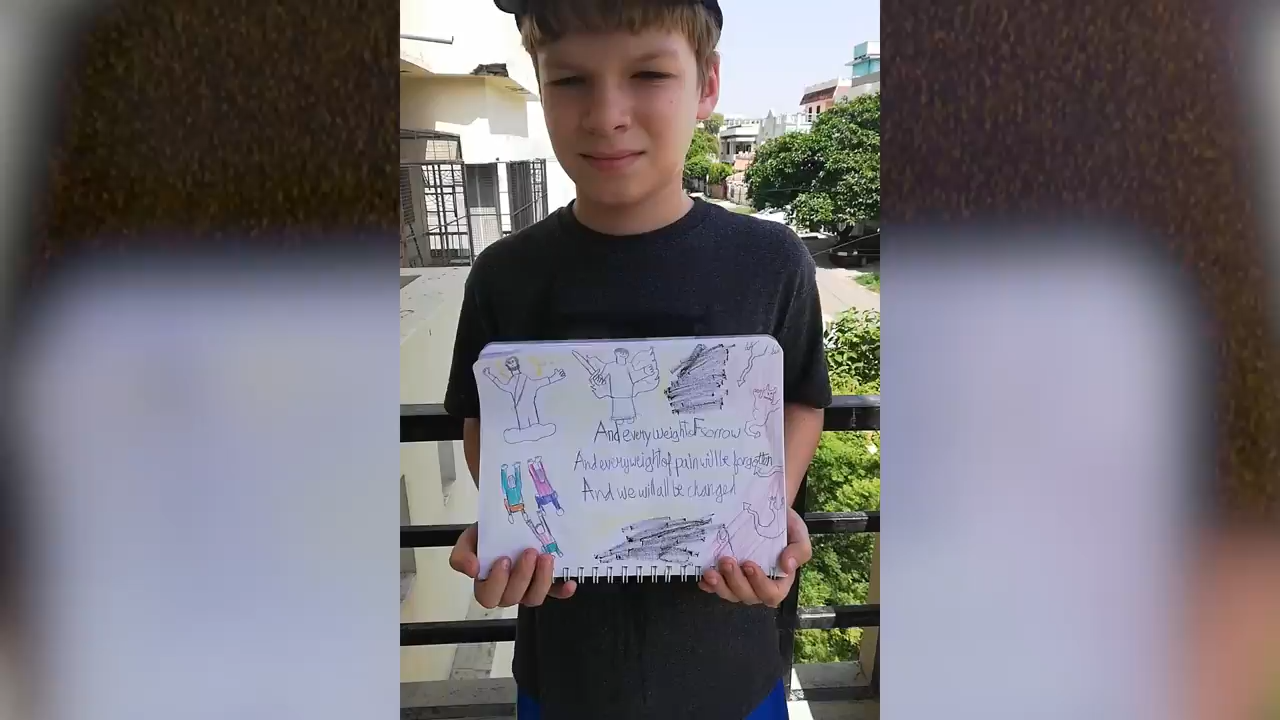 And every weight of sorrow
And every weight of pain will be forgotten
And we will all be changed